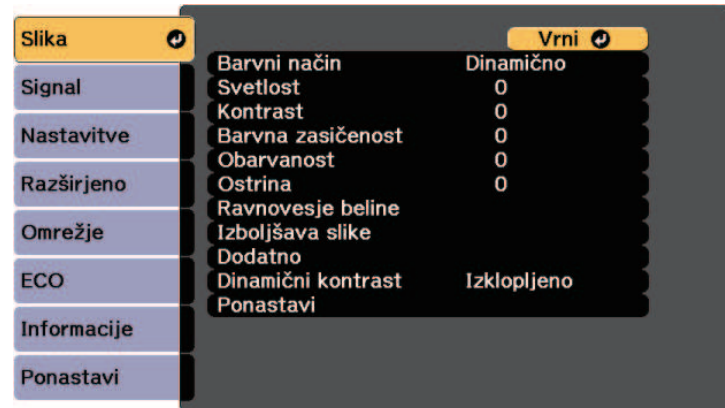 Slika
Signal
Nastavitve
Razširjeno
Omrežje
ECO
Informacije
Ponastavi
Vrni
Barvni način Dinamično
Svetlost 0
Kontrast 0
Barvna zasičenost 0
Obarvanost 0
Ostrina 0
Ravnovesje beline
Izboljšava slike
Dodatno
Dinamični kontrast Izklopljeno
Ponastavi